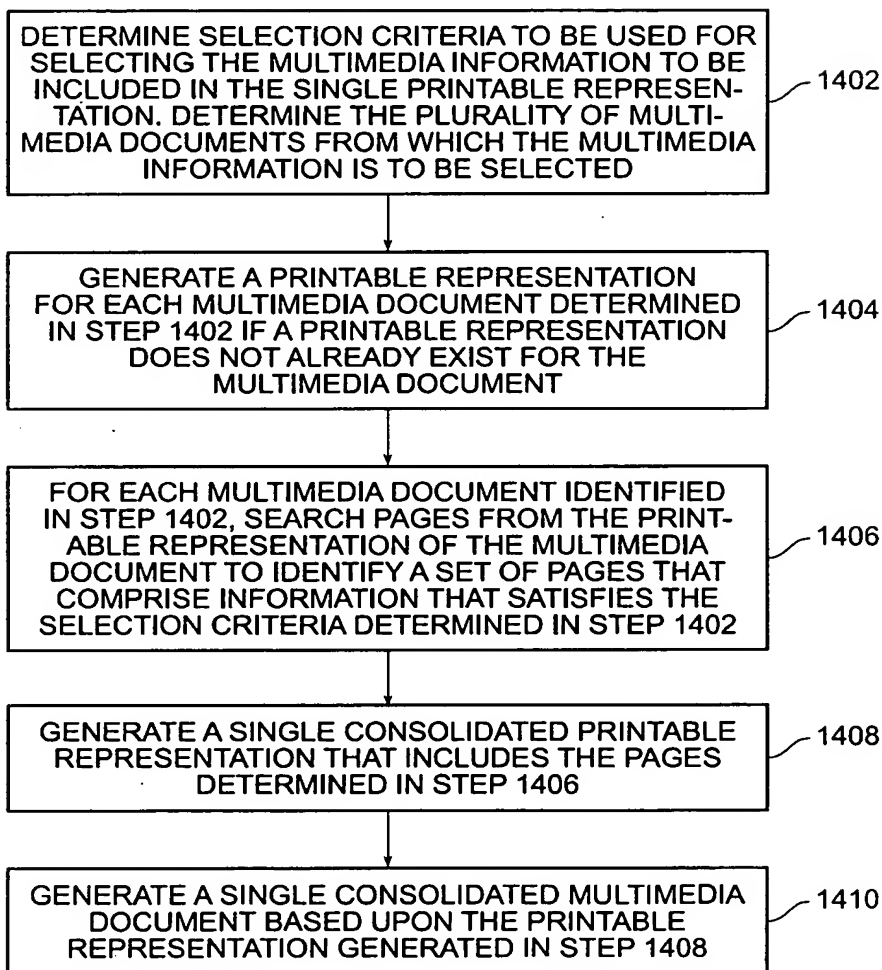 DETERMINE SELECTION CRITERIA TO BE USED FOR
SELECTING THE MULTIMEDIA INFORMATION TO BE
INCLUDED IN THE SINGLE PRINTABLE REPRESEN-
TATION. DETERMINE THE PLURALITY OF MULTI-
MEDIA DOCUMENTS FROM WHICH THE MULTIMEDIA
INFORMATION IS TO BE SELECTED
1402
GENERATE A PRINTABLE REPRESENTATION
FOR EACH MULTIMEDIA DOCUMENT DETERMINED
IN STEP 1402 IF A PRINTABLE REPRESENTATION
DOES NOT ALREADY EXIST FOR THE
MULTIMEDIA DOCUMENT
1404
FOR EACH MULTIMEDIA DOCUMENT IDENTIFIED
IN STEP 1402, SEARCH PAGES FROM THE PRINT-
ABLE REPRESENTATION OF THE MULTIMEDIA
DOCUMENT TO IDENTIFY A SET OF PAGES THAT
COMPRISE INFORMATION THAT SATISFIES THE
SELECTION CRITERIA DETERMINED IN STEP 1402
1406
GENERATE A SINGLE CONSOLIDATED PRINTABLE
REPRESENTATION THAT INCLUDES THE PAGES
DETERMINED IN STEP 1406
1408
GENERATE A SINGLE CONSOLIDATED MULTIMEDIA
DOCUMENT BASED UPON THE PRINTABLE
REPRESENTATION GENERATED IN STEP 1408
1410